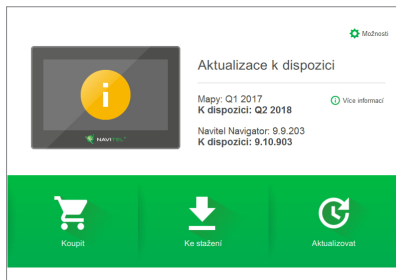 Možnosti
Aktualizace k dispozici
Mapy: Q1 2017
K dispozici: Q2 2018
Více informací
Navitel Navigator: 9.9.203
K dispozici: 9.10.903
NAVITEL
Koupit
Ke stažení
Aktualizovat